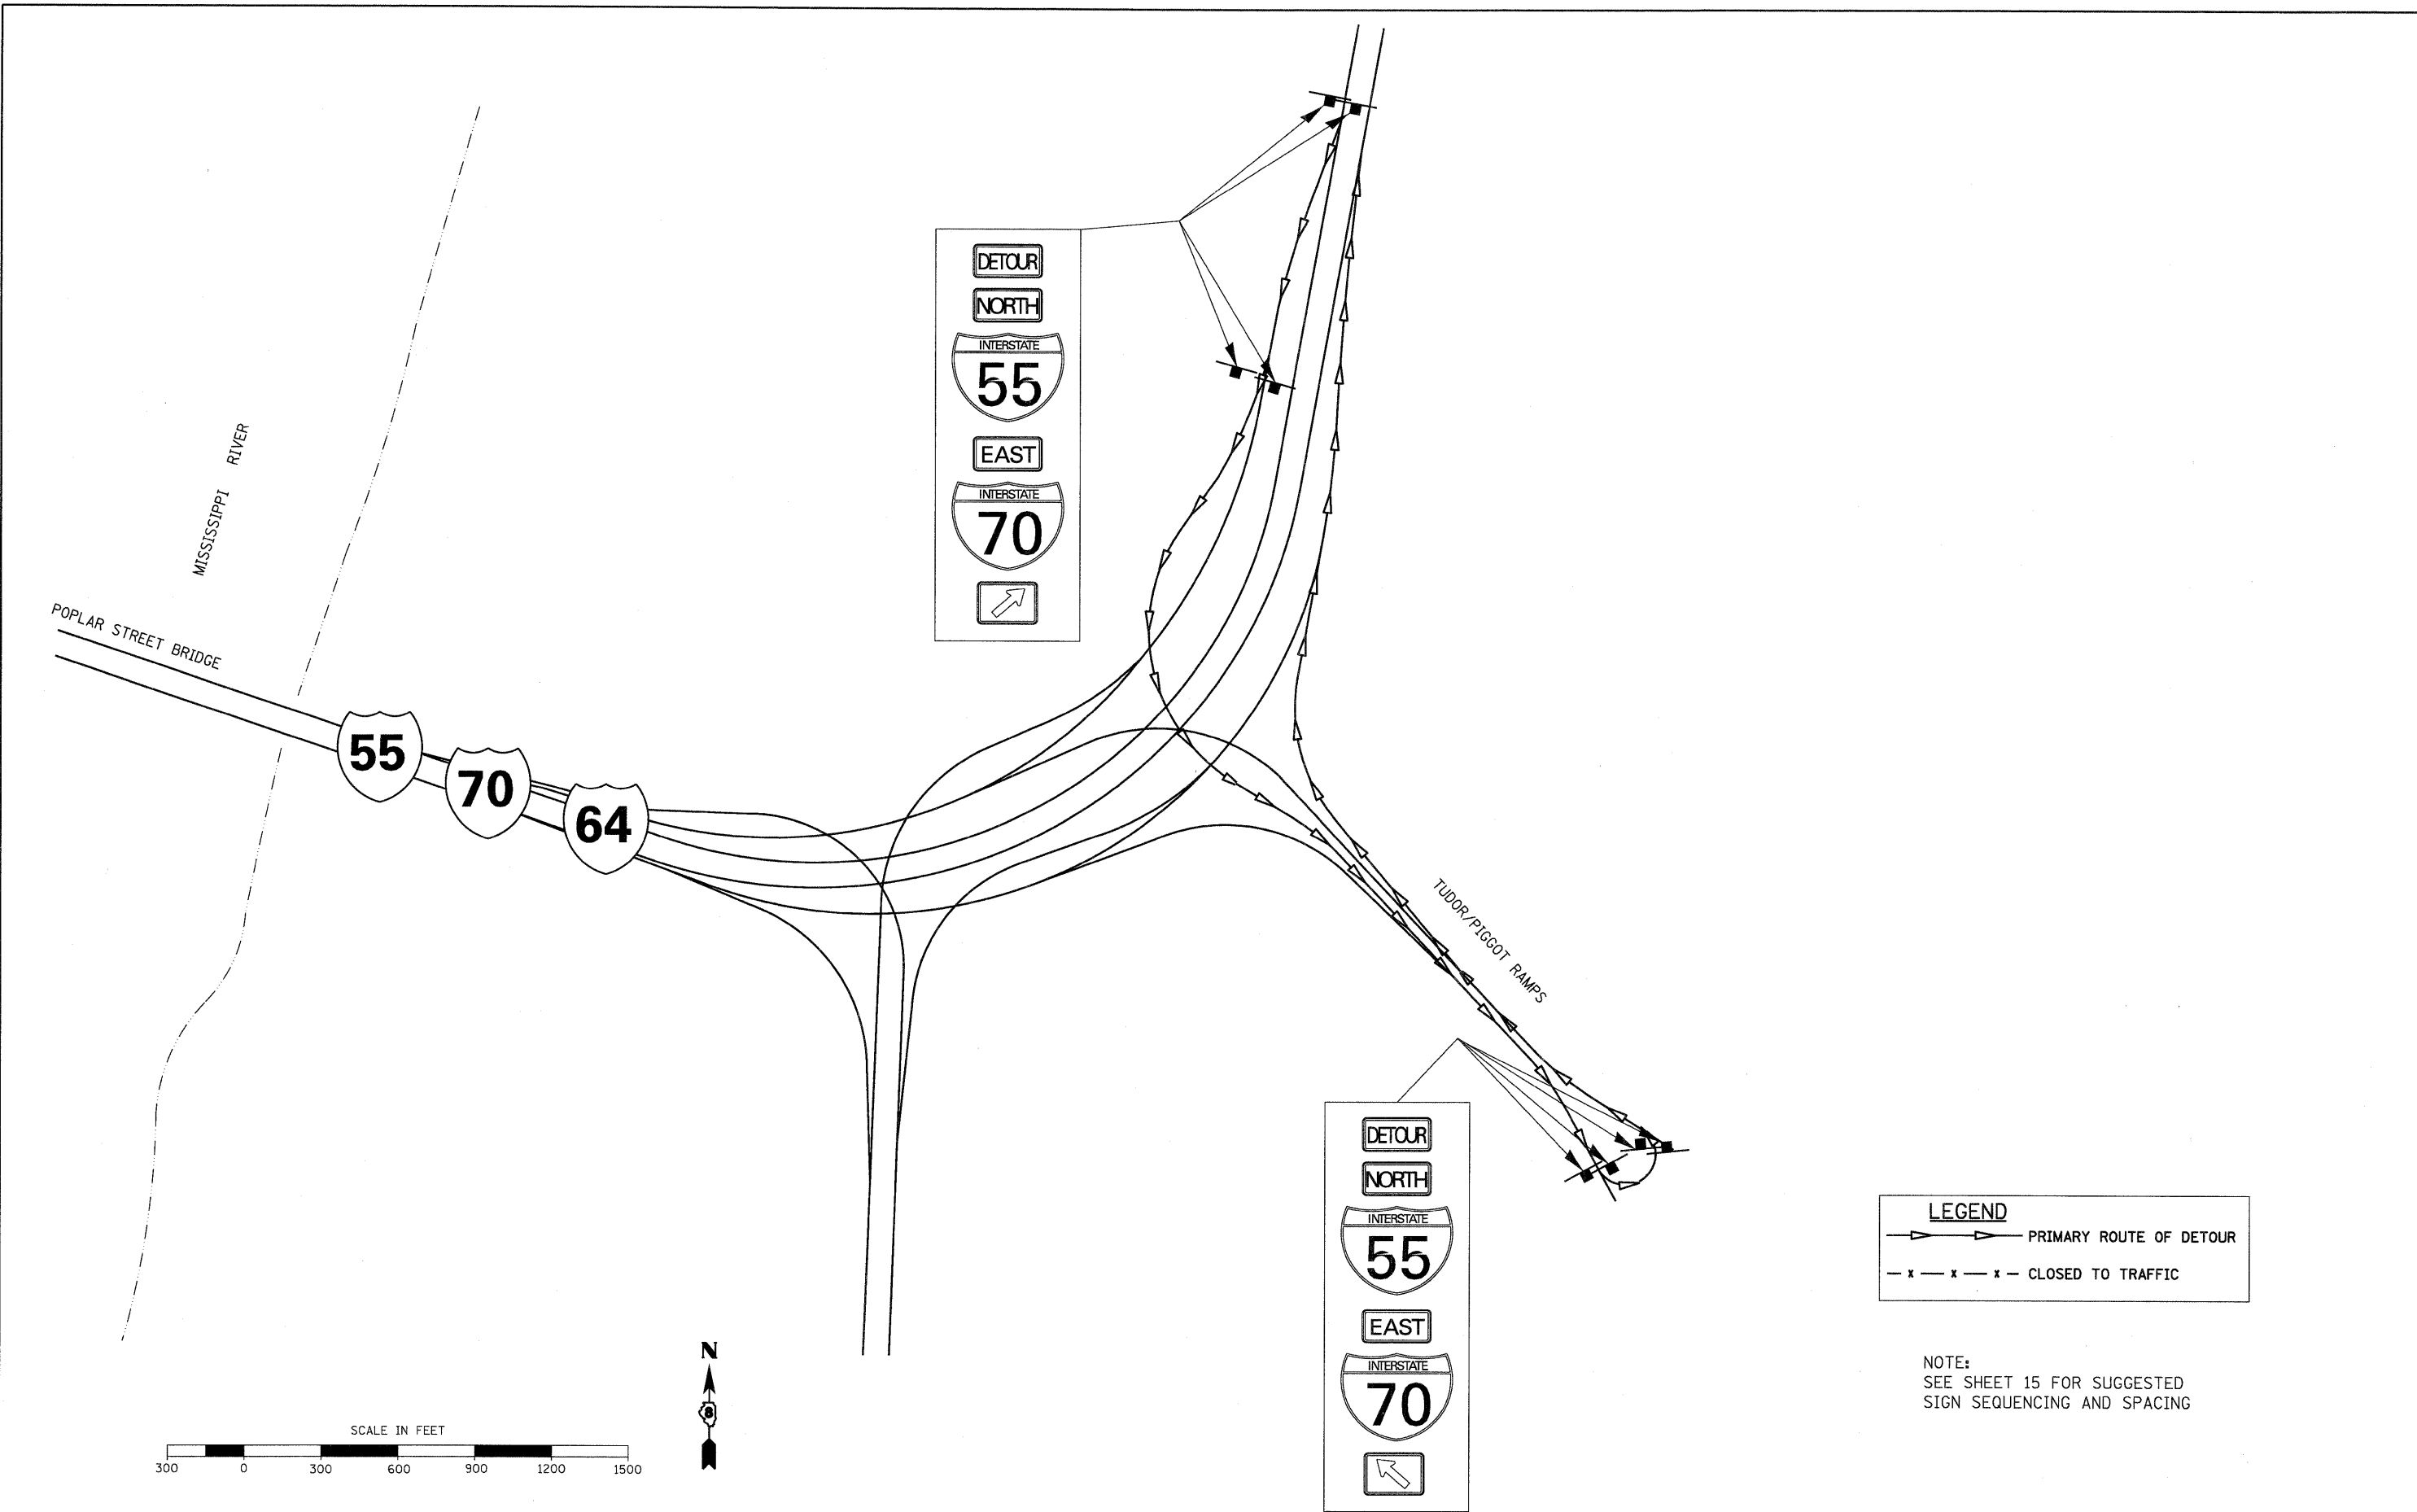 DETOUR
NORTH
INTERSTATE
55
EAST
INTERSTATE
70
MISSISSIPPI RIVER
POPLAR STREET BRIDGE
55
70
64
TUDOR/PIGGOT RAMPS
DETOUR
NORTH
INTERSTATE
55
EAST
INTERSTATE
70
LEGEND
PRIMARY ROUTE OF DETOUR
x x x CLOSED TO TRAFFIC
NOTE:
SEE SHEET 15 FOR SUGGESTED
SIGN SEQUENCING AND SPACING
N
8
SCALE IN FEET
300 0 300 600 900 1200 1500